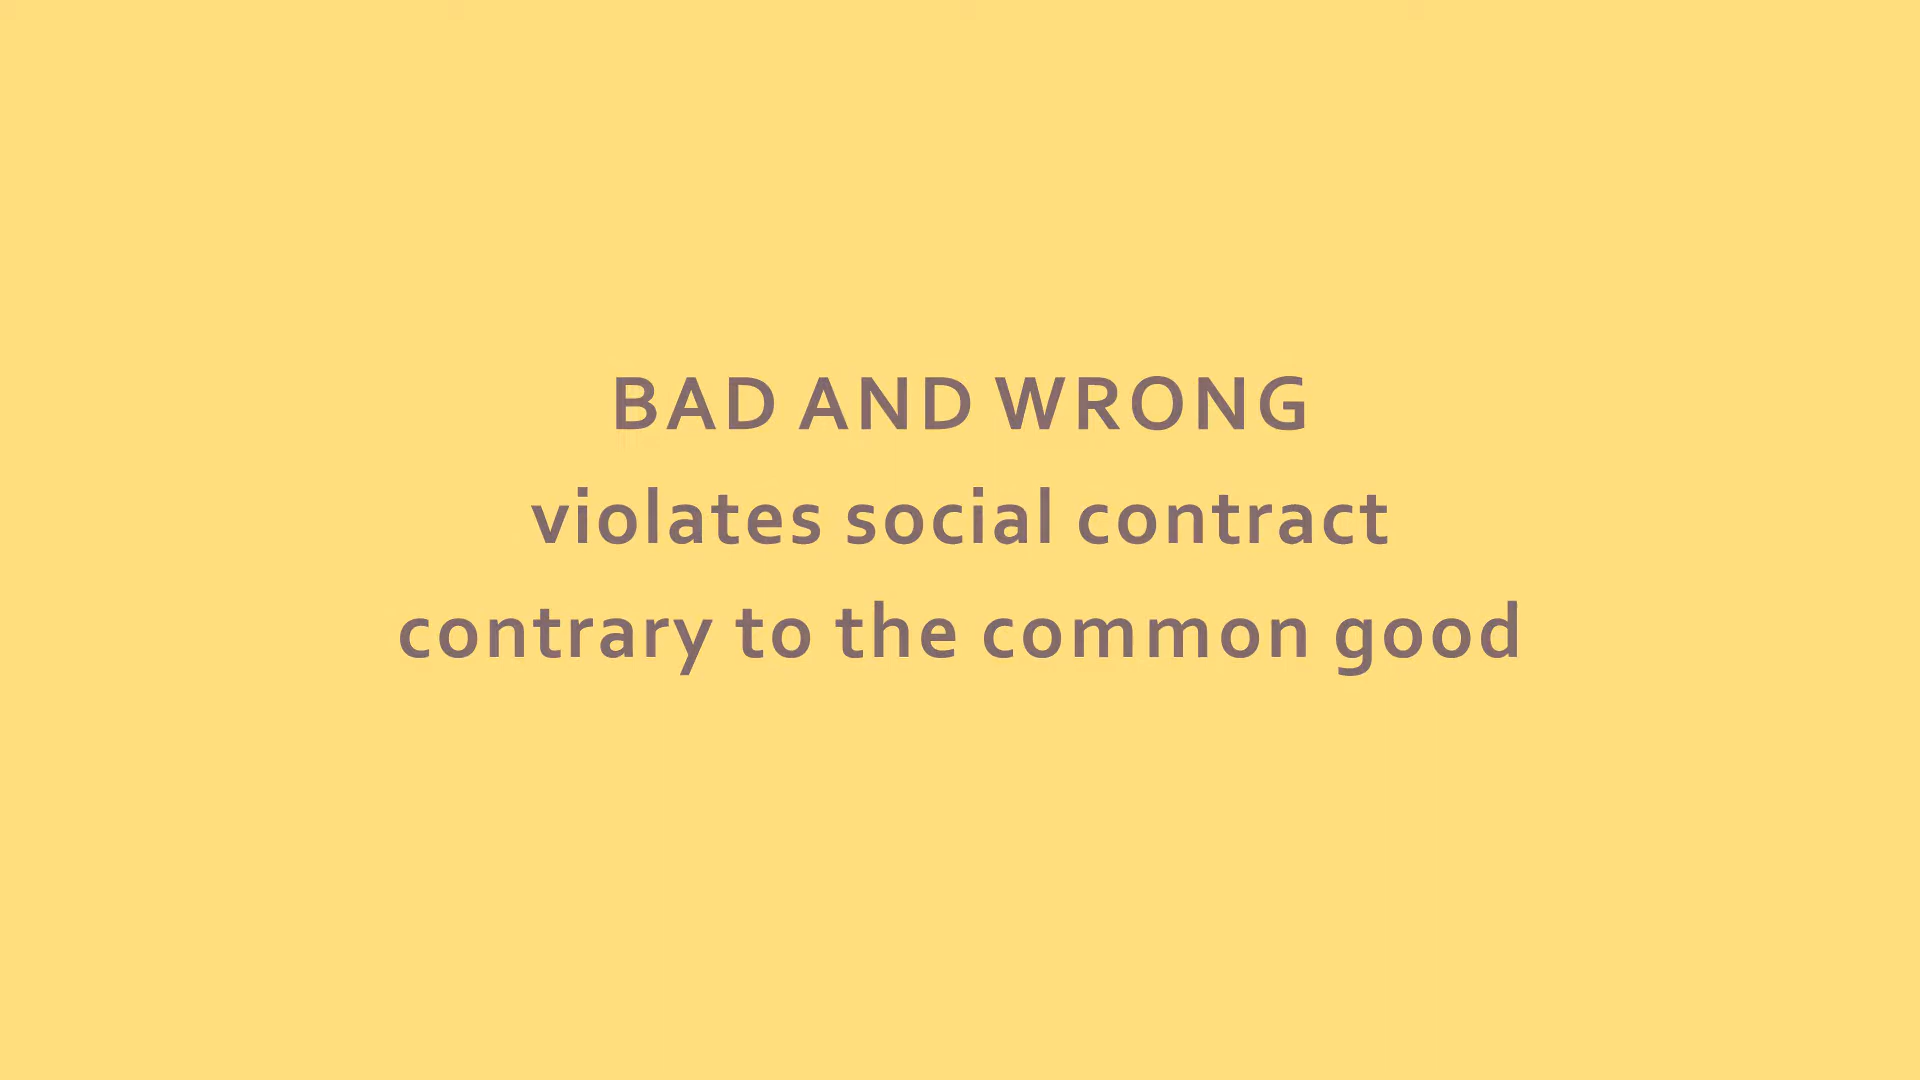 BAD AND WRONG
violates social contract
contrary to the common good